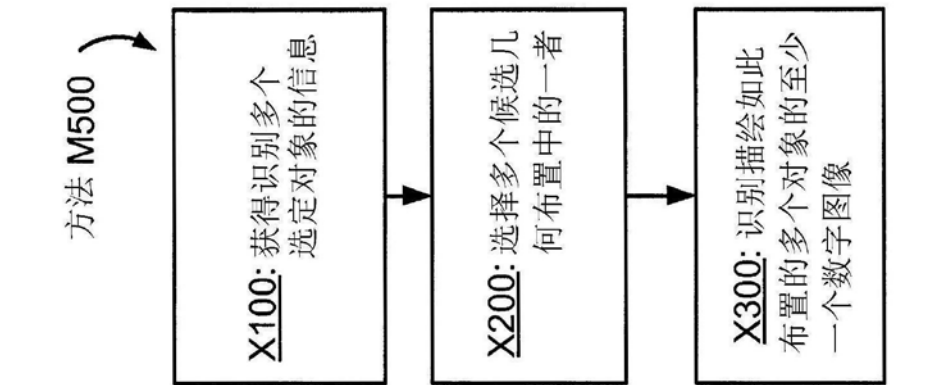 方法 M500
X100: 获得识别多个
选定对象的信息
X200: 选择多个候选几
何布置中的一者
X300: 识别描绘如此
布置的多个对象的至少
一个数字图像